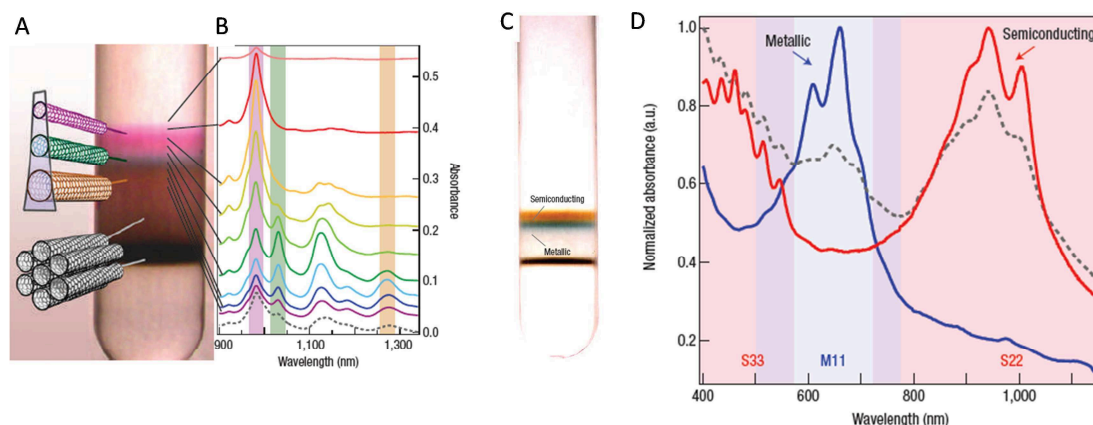 A
B
C
D
0.5
0.4
0.3
0.2
0.1
0.0
Absorbance
900
1,100
1,300
Wavelength (nm)
Semiconducting
Metallic
1.0
0.8
0.6
0.4
0.2
Normalized absorbance (a.u.)
Metallic
Semiconducting
S33
M11
S22
400
600
800
1,000
Wavelength (nm)